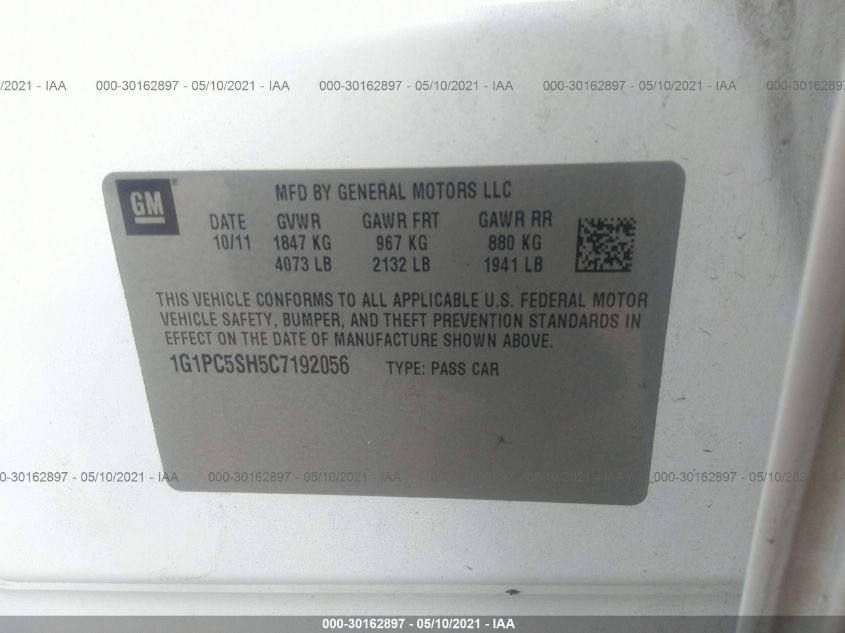 /2021 - IAA 000-30162897 - 05/10/2021 - IAA 000-30162897 - 05/10/2021 - IAA 000-30162897 - 05/10/2021 - IAA 000-3016289
GM
MFD BY GENERAL MOTORS LLC
DATE GVWR GAWR FRT GAWR RR
10/11 1847 KG 967 KG 880 KG
4073 LB 2132 LB 1941 LB
THIS VEHICLE CONFORMS TO ALL APPLICABLE U.S. FEDERAL MOTOR
VEHICLE SAFETY, BUMPER, AND THEFT PREVENTION STANDARDS IN
EFFECT ON THE DATE OF MANUFACTURE SHOWN ABOVE.
1G1PC5SH5C7192056 TYPE: PASS CAR
0-30162897 - 05/10/2021 - IAA 000-30162897 - 05/10/2021 - IAA 000-30162897 - 05/10/2021 - IAA 000-30162897 - 05/10/2021
000-30162897 - 05/10/2021 - IAA